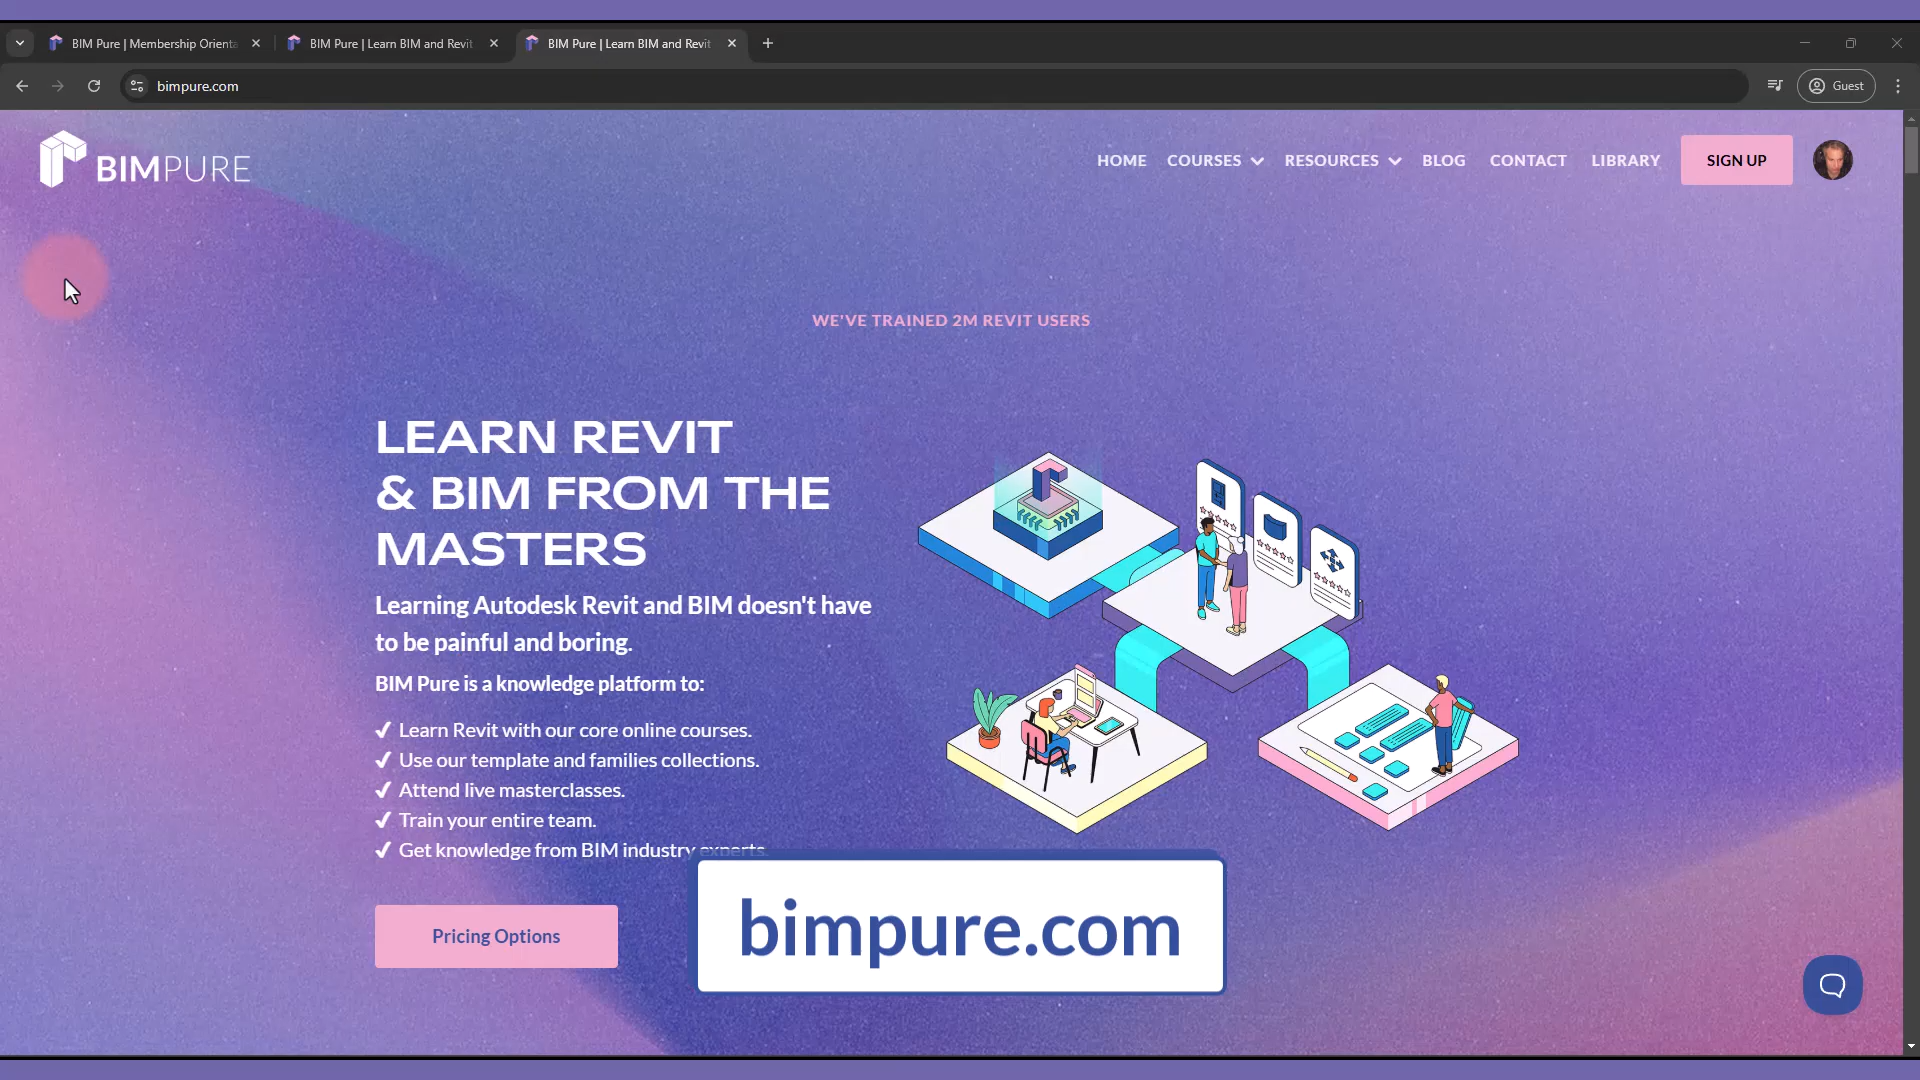 BIM Pure | Membership Orienta
BIM Pure | Learn BIM and Revit
BIM Pure | Learn BIM and Revit
bimpure.com
Guest
BIMPURE
HOME
COURSES
RESOURCES
BLOG
CONTACT
LIBRARY
SIGN UP
WE'VE TRAINED 2M REVIT USERS
LEARN REVIT
& BIM FROM THE
MASTERS
Learning Autodesk Revit and BIM doesn't have
to be painful and boring.
BIM Pure is a knowledge platform to:
✔ Learn Revit with our core online courses.
✔ Use our template and families collections.
✔ Attend live masterclasses.
✔ Train your entire team.
✔ Get knowledge from BIM industry experts.
Pricing Options
bimpure.com